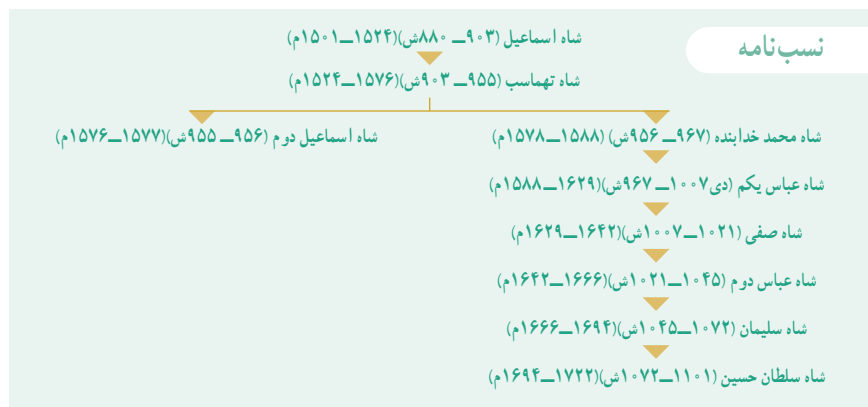 نسب‌نامه
شاه اسماعیل (۹۰۳ــ ۸۸۰ش)(۱۵۲۴ــ۱۵۰۱م)
شاه تهماسب (۹۵۵ــ ۹۰۳ش)(۱۵۷۶ــ۱۵۲۴م)
شاه محمد خدابنده (۹۶۷ــ ۹۵۶ش) (۱۵۸۸ــ۱۵۷۸م)
شاه اسماعیل دوم (۹۵۶ــ ۹۵۵ش)(۱۵۷۷ــ۱۵۷۶م)
شاه عباس یکم (دی۱۰۰۷ــ ۹۶۷ش)(۱۶۲۹ــ۱۵۸۸م)
شاه صفی (۱۰۲۱ــ۱۰۰۷ش)(۱۶۴۲ــ۱۶۲۹م)
شاه عباس دوم (۱۰۴۵ــ۱۰۲۱ش)(۱۶۶۶ــ۱۶۴۲م)
شاه سلیمان (۱۰۷۲ــ۱۰۴۵ش)(۱۶۹۴ــ۱۶۶۶م)
شاه سلطان حسین (۱۱۰۱ــ۱۰۷۲ش)(۱۷۲۲ــ۱۶۹۴م)